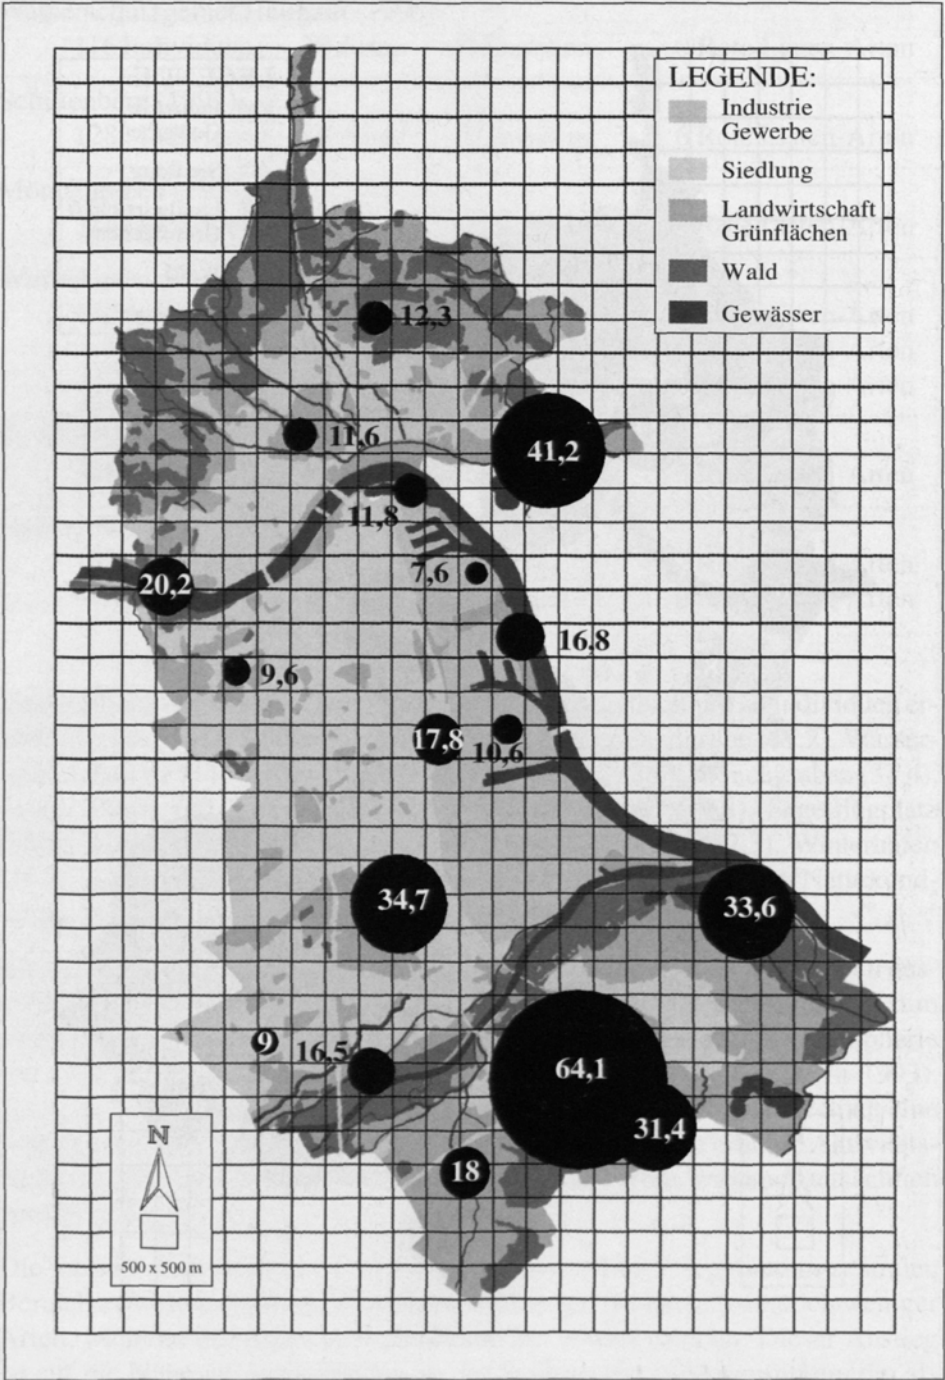 LEGENDE:
Industrie
Gewerbe
Siedlung
Landwirtschaft
Grünflächen
Wald
Gewässer
12,3
11,6
41,2
11,8
7,6
20,2
16,8
9,6
17,8
10,6
34,7
33,6
9
16,5
64,1
31,4
18
N
500 x 500 m